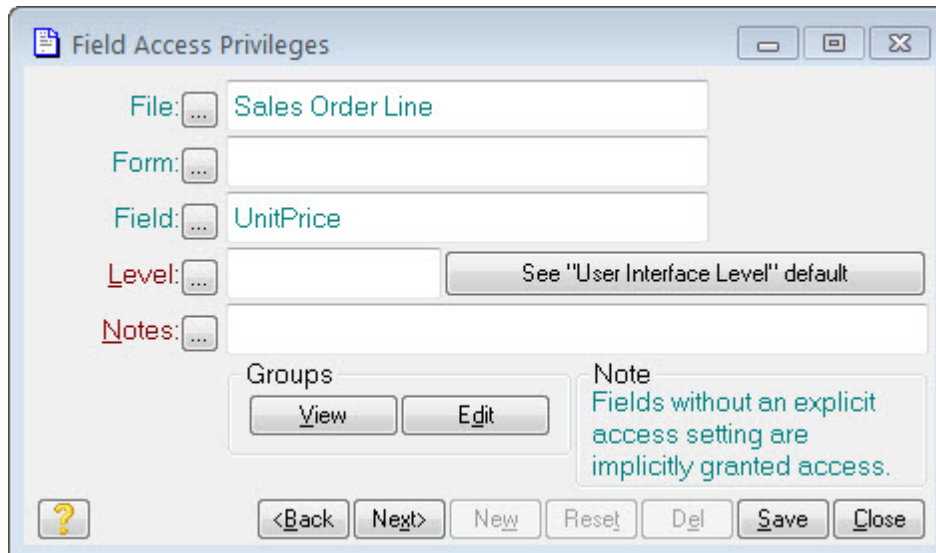 Field Access Privileges
File: ... Sales Order Line
Form: ...
Field: ... UnitPrice
Level: ... See "User Interface Level" default
Notes: ...
Groups
View Edit
Note
Fields without an explicit
access setting are
implicitly granted access.
? <Back Next> New Reset Del Save Close